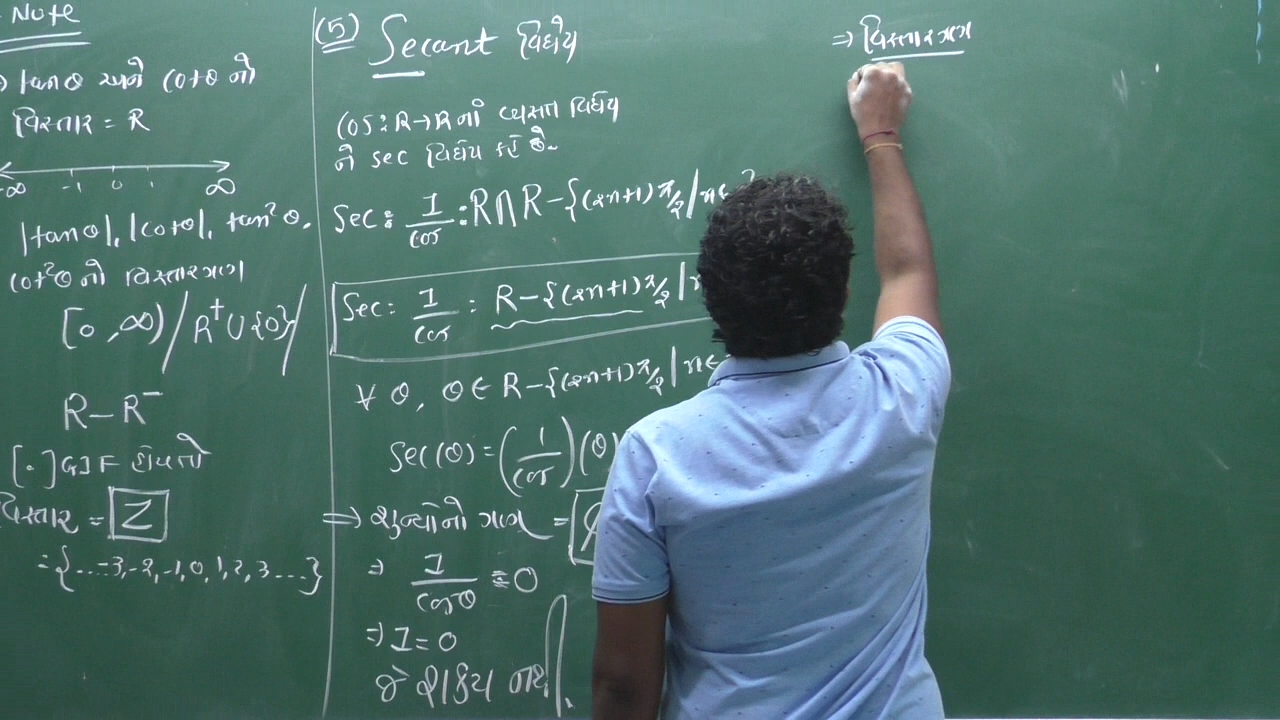 Note
⇒ tanθ અને cotθ નો
વિસ્તાર = R
-∞ -1 0 1 ∞
|tanθ|, |cotθ|, tan²θ,
cot²θ નો વિસ્તારગણ
[0, ∞) / R⁺∪{0} /
R – R⁻
[.] GIF હોય તો
વિસ્તાર = Z
= {...-3,-2,-1,0,1,2,3....}
(5) Secant વિધેય
cos : R→R નાં વ્યસ્ત વિધેય
ને sec વિધેય કહે છે.
Sec : 1/cos : R∩R – {(2n+1)π/2 | n∈
Sec = 1/cos : R – {(2n+1)π/2 |
∀ θ, θ∈ R – {(2n+1)π/2 | n∈
Sec(θ) = (1/cos)(θ)
⇒ શૂન્યોનો ગણ =
⇒ 1/cosθ = 0
⇒ 1 = 0
જે શક્ય નથી.
⇒ વિસ્તારગણ